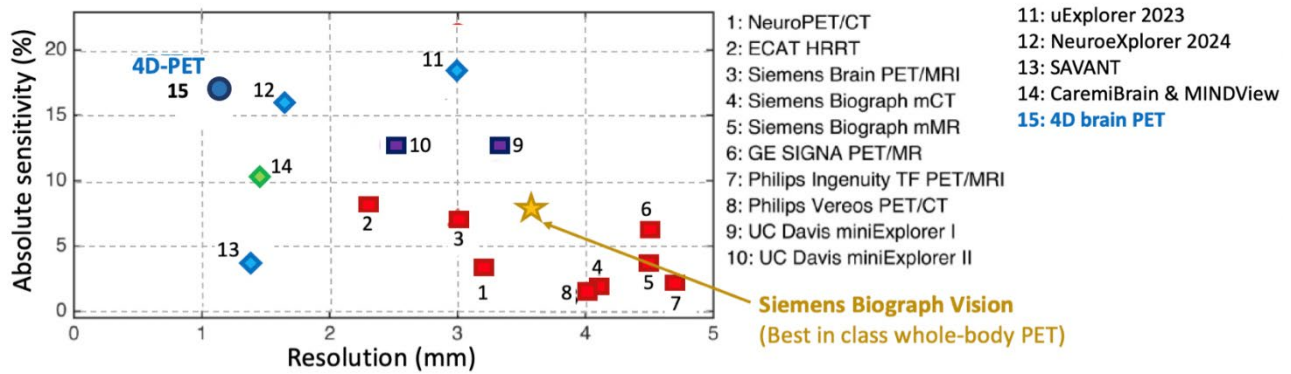 Absolute sensitivity (%)
20
15
10
5
0
0
1
2
3
4
5
Resolution (mm)
4D-PET
15
12
11
10
9
14
2
3
6
13
1
4
8
5
7
1: NeuroPET/CT
2: ECAT HRRT
3: Siemens Brain PET/MRI
4: Siemens Biograph mCT
5: Siemens Biograph mMR
6: GE SIGNA PET/MR
7: Philips Ingenuity TF PET/MRI
8: Philips Vereos PET/CT
9: UC Davis miniExplorer I
10: UC Davis miniExplorer II
11: uExplorer 2023
12: NeuroeXplorer 2024
13: SAVANT
14: CaremiBrain & MINDView
15: 4D brain PET
Siemens Biograph Vision
(Best in class whole-body PET)